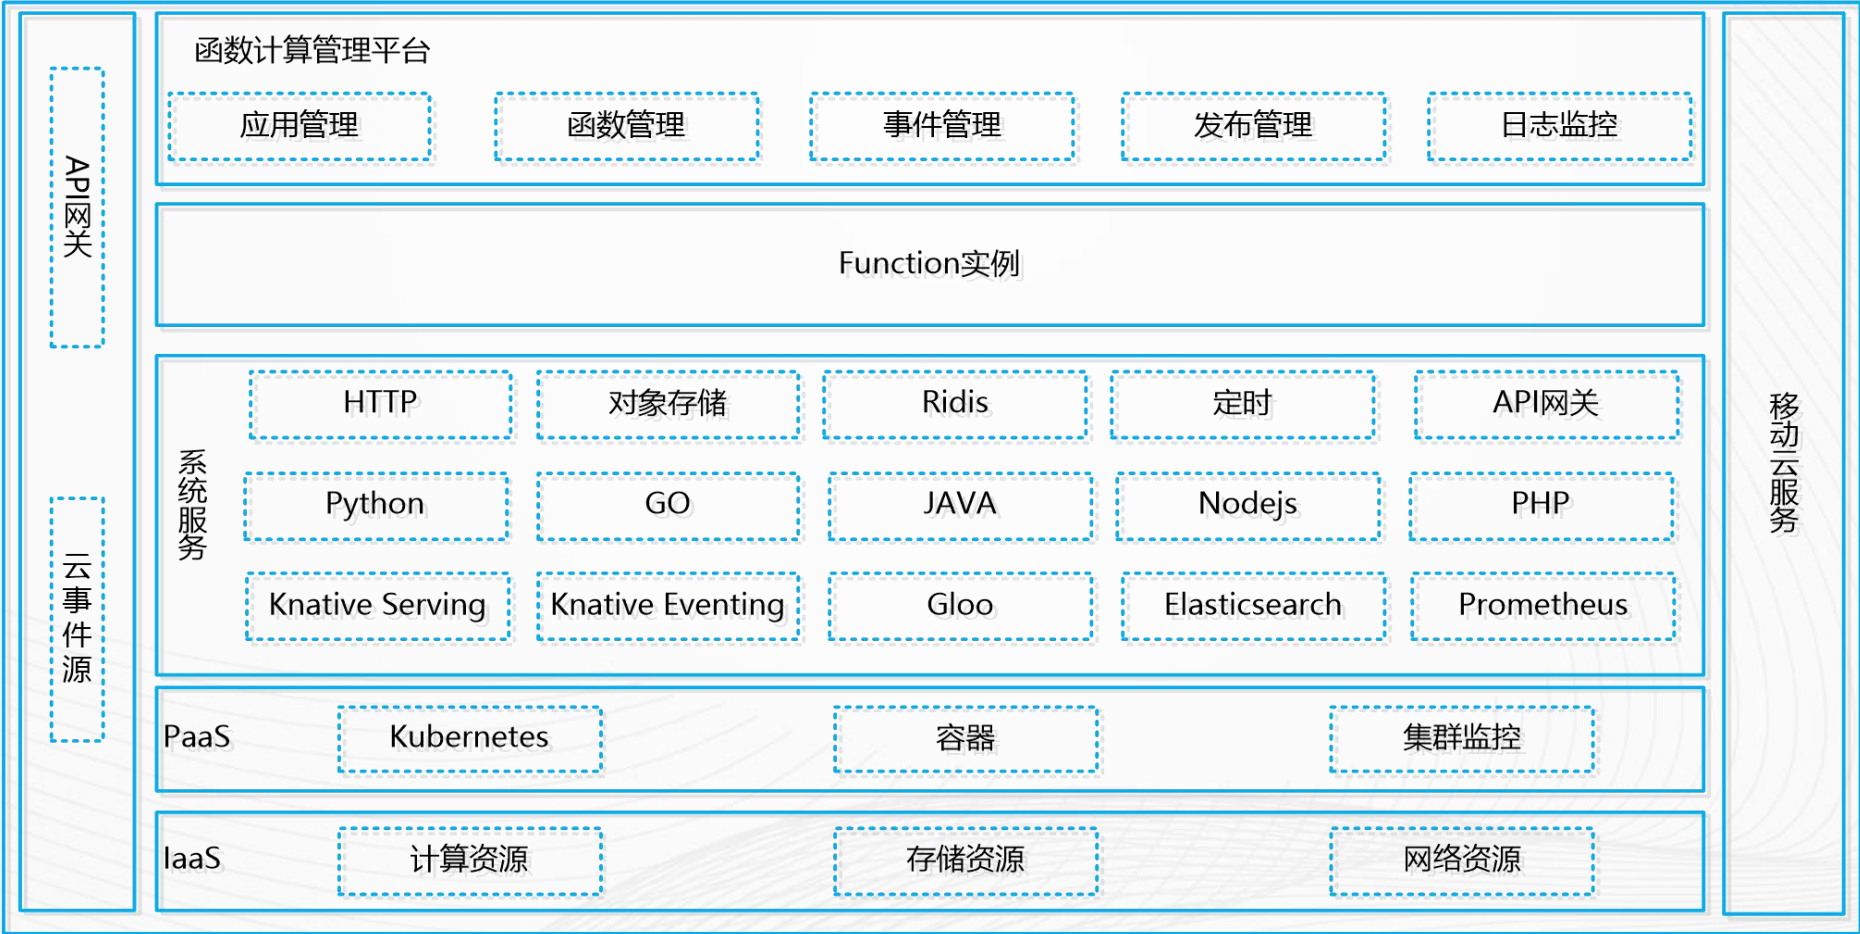 API网关
云事件源
函数计算管理平台
应用管理
函数管理
事件管理
发布管理
日志监控
Function实例
系统服务
HTTP
对象存储
Ridis
定时
API网关
Python
GO
JAVA
Nodejs
PHP
Knative Serving
Knative Eventing
Gloo
Elasticsearch
Prometheus
PaaS
Kubernetes
容器
集群监控
IaaS
计算资源
存储资源
网络资源
移动云服务